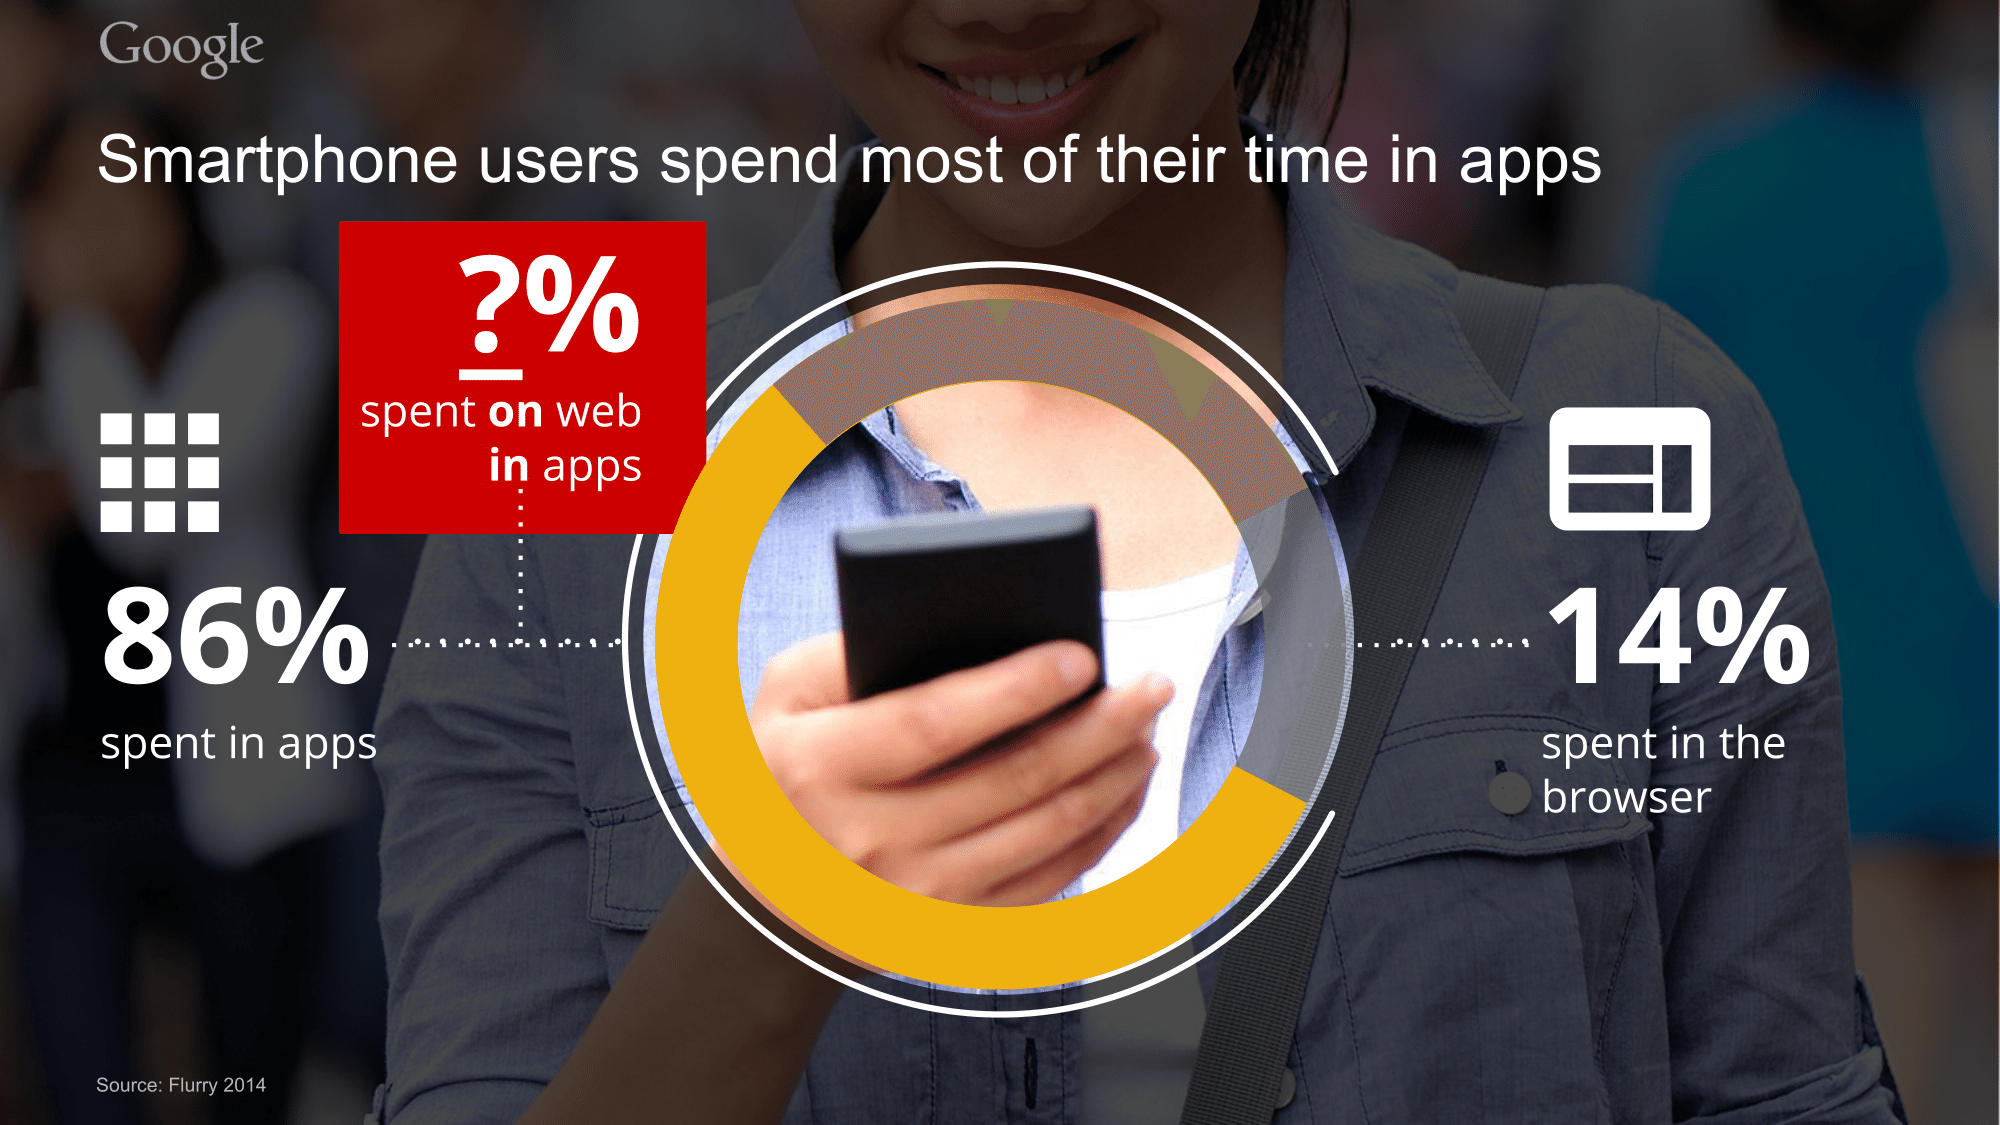 Google
Smartphone users spend most of their time in apps
?%
spent on web
in apps
86%
spent in apps
14%
spent in the
browser
Source: Flurry 2014